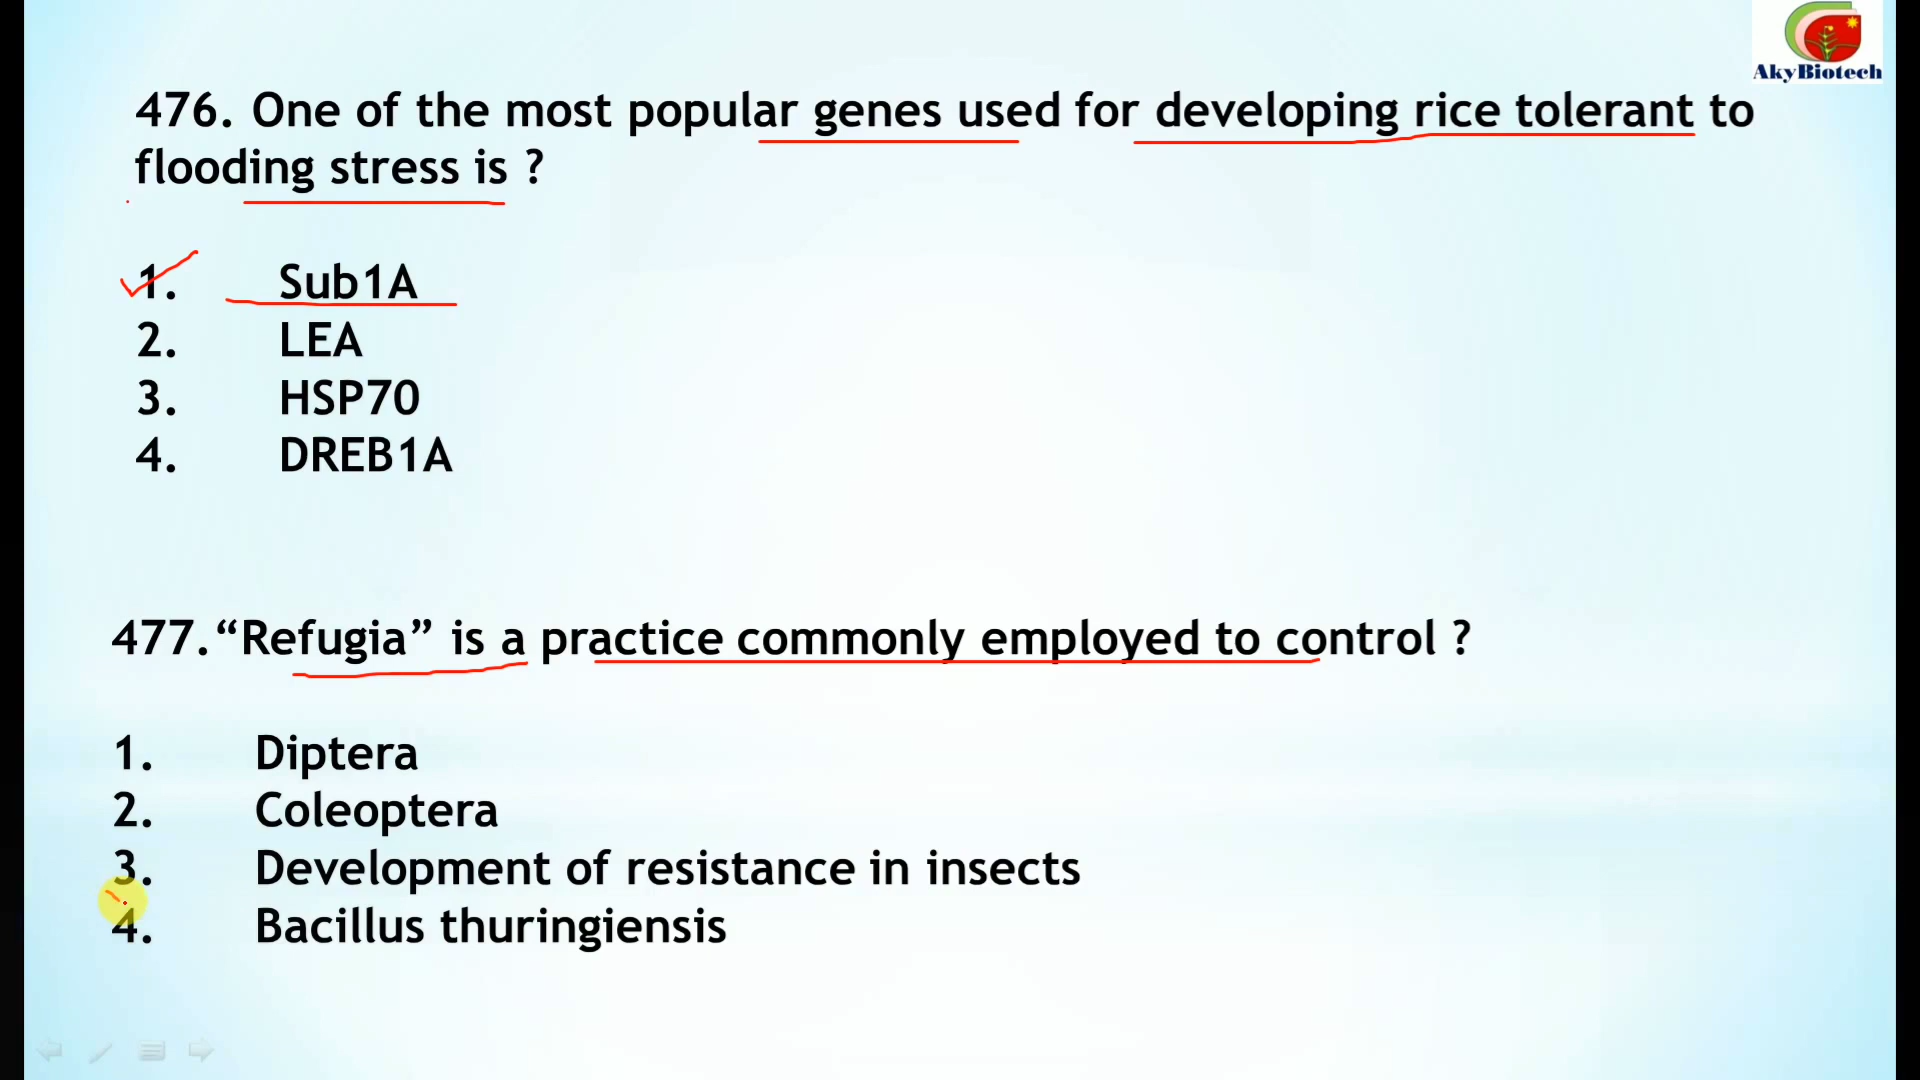 AkyBiotech
476. One of the most popular genes used for developing rice tolerant to
flooding stress is ?
1. Sub1A
2. LEA
3. HSP70
4. DREB1A
477.“Refugia” is a practice commonly employed to control ?
1. Diptera
2. Coleoptera
3. Development of resistance in insects
4. Bacillus thuringiensis